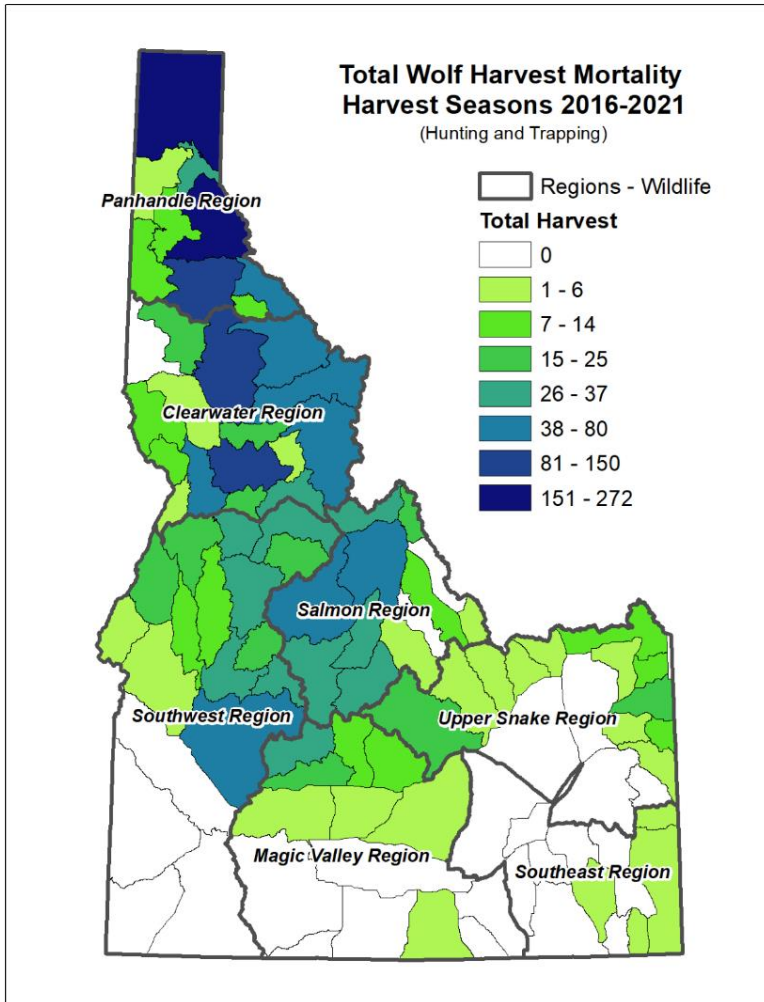 Total Wolf Harvest Mortality
Harvest Seasons 2016-2021
(Hunting and Trapping)
Regions - Wildlife
Total Harvest
0
1 - 6
7 - 14
15 - 25
26 - 37
38 - 80
81 - 150
151 - 272
Panhandle Region
Clearwater Region
Salmon Region
Southwest Region
Upper Snake Region
Magic Valley Region
Southeast Region